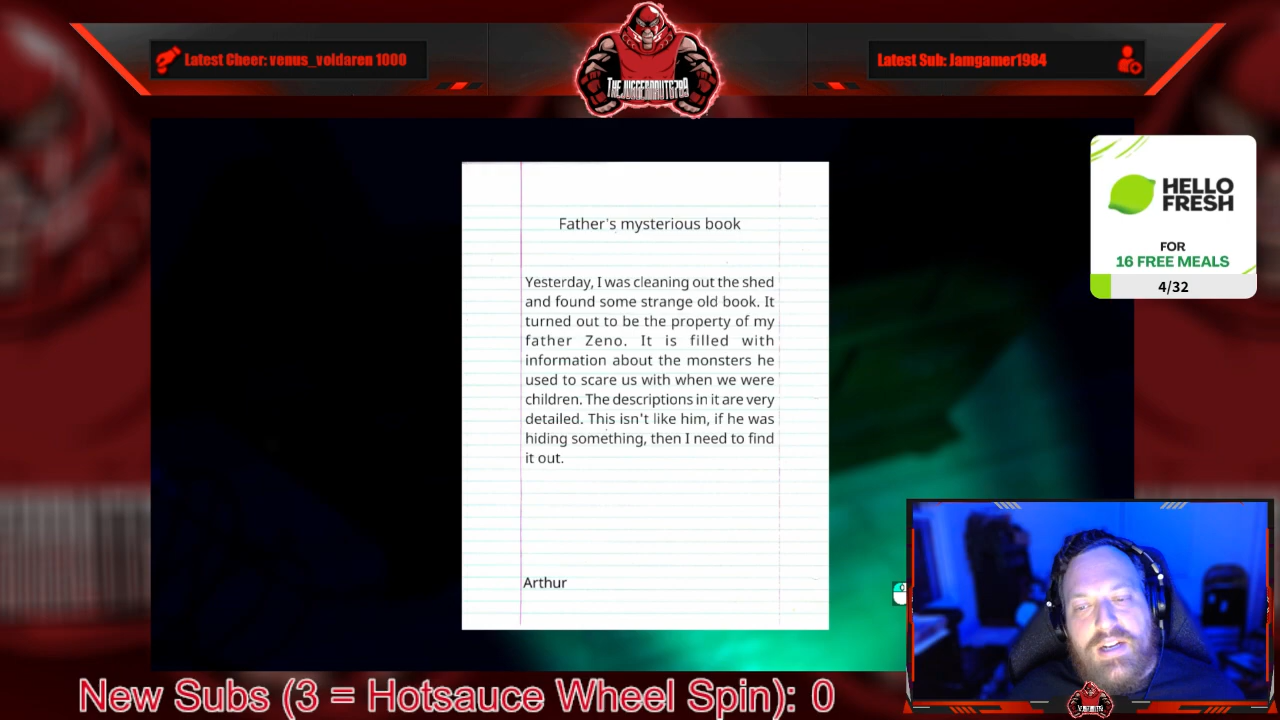 Latest Cheer: venus_voldaren 1000
THEJUGGERNAUT6789
Latest Sub: Jamgamer1984
HELLO
FRESH
FOR
16 FREE MEALS
4/32
Father's mysterious book
Yesterday, I was cleaning out the shed
and found some strange old book. It
turned out to be the property of my
father Zeno. It is filled with
information about the monsters he
used to scare us with when we were
children. The descriptions in it are very
detailed. This isn't like him, if he was
hiding something, then I need to find
it out.
Arthur
New Subs (3 = Hotsauce Wheel Spin): 0